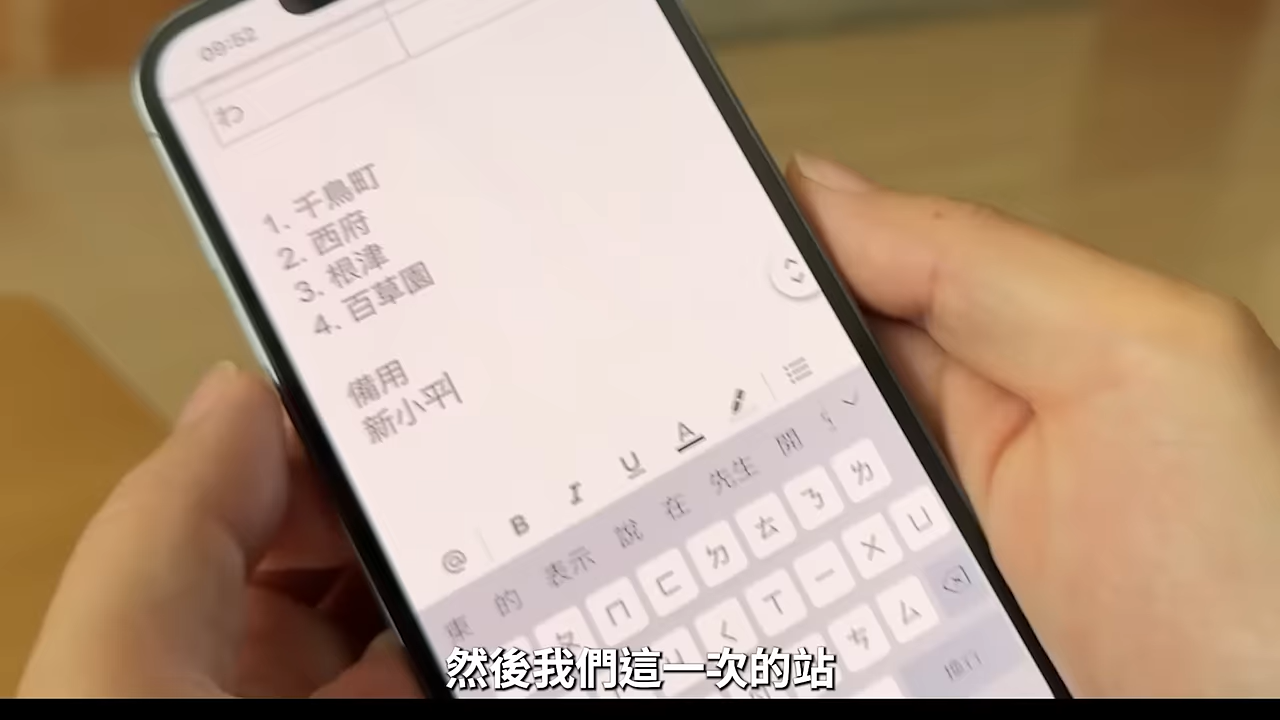 09:52
わ
1. 千鳥町
2. 西府
3. 根津
4. 百草園
備用
新小平
@ B I U A
東 的 表示 說 在 先生 開
ㄆ ㄇ ㄈ ㄉ ㄊ ㄋ ㄌ
ㄐ ㄑ ㄒ ㄧ ㄨ ㄩ
ㄘ ㄙ
換行
然後我們這一次的站